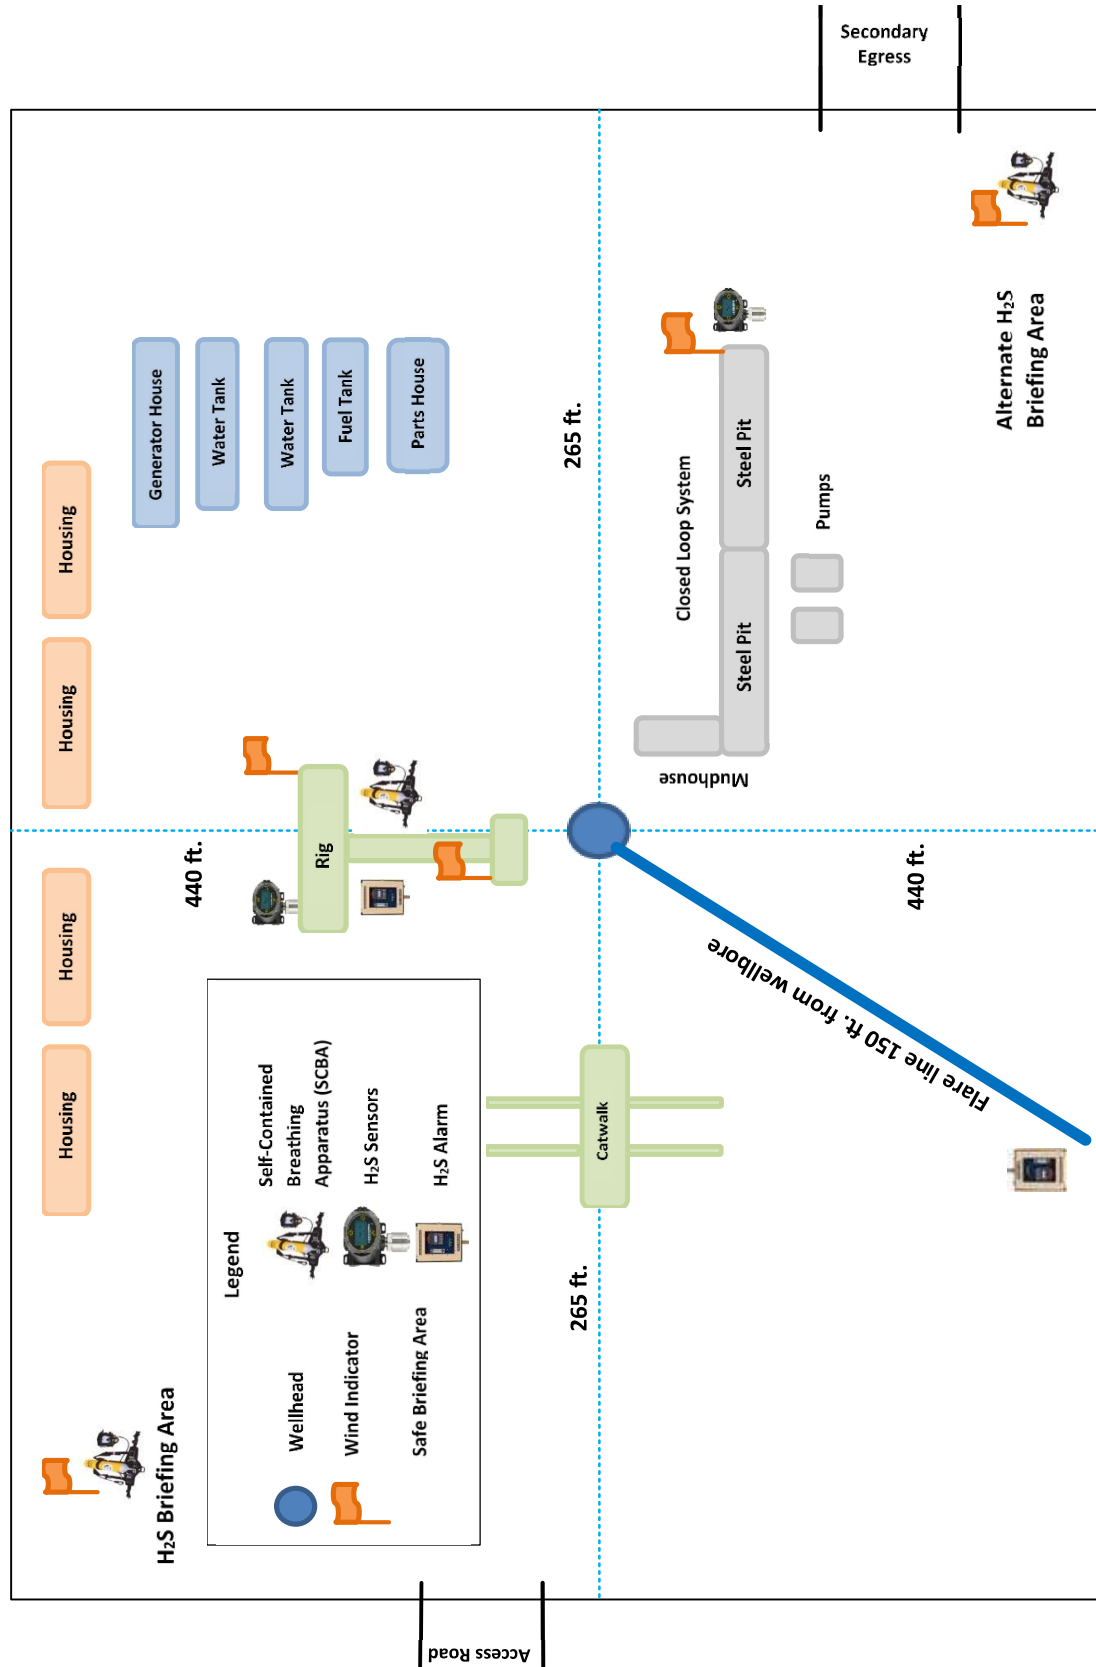 Secondary
Egress
Housing
Housing
Housing
Housing
Generator House
Water Tank
Water Tank
Fuel Tank
Parts House
265 ft.
Closed Loop System
Steel Pit
Steel Pit
Pumps
Mudhouse
Alternate H₂S
Briefing Area
440 ft.
Rig
440 ft.
Flare line 150 ft. from wellbore
Catwalk
265 ft.
Legend
Self-Contained
Breathing
Apparatus (SCBA)
H₂S Sensors
H₂S Alarm
Wellhead
Wind Indicator
Safe Briefing Area
H₂S Briefing Area
Access Road